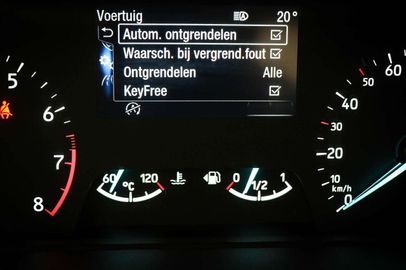 Voertuig 20°
Autom. ontgrendelen
Waarsch. bij vergrend.fout
Ontgrendelen Alle
KeyFree
5
6
7
8
60 °C 120
0 1/2 1
60
50
40
30
20
10
0
km/h